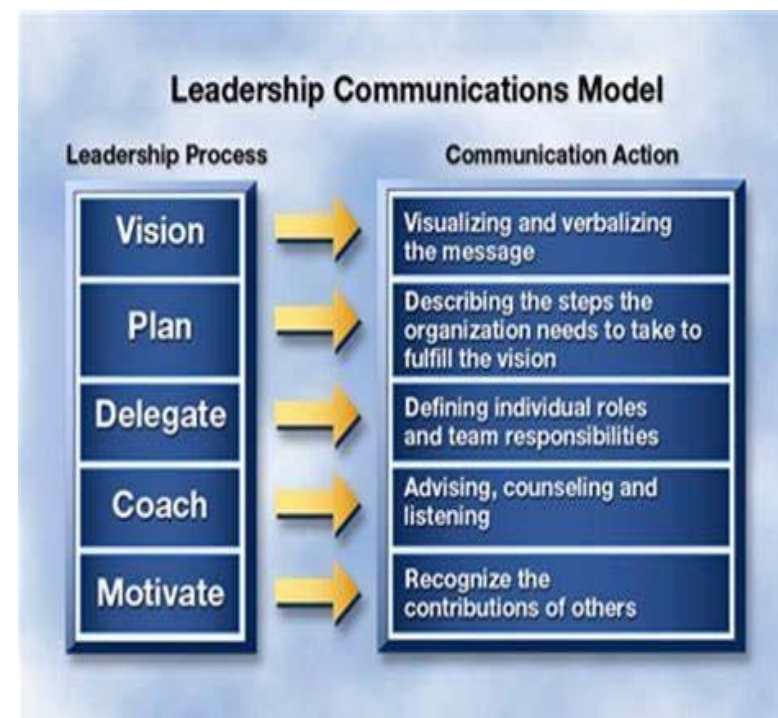 Leadership Communications Model
Leadership Process
Communication Action
Vision
Visualizing and verbalizing
the message
Plan
Describing the steps the
organization needs to take to
fulfill the vision
Delegate
Defining individual roles
and team responsibilities
Coach
Advising, counseling and
listening
Motivate
Recognize the
contributions of others